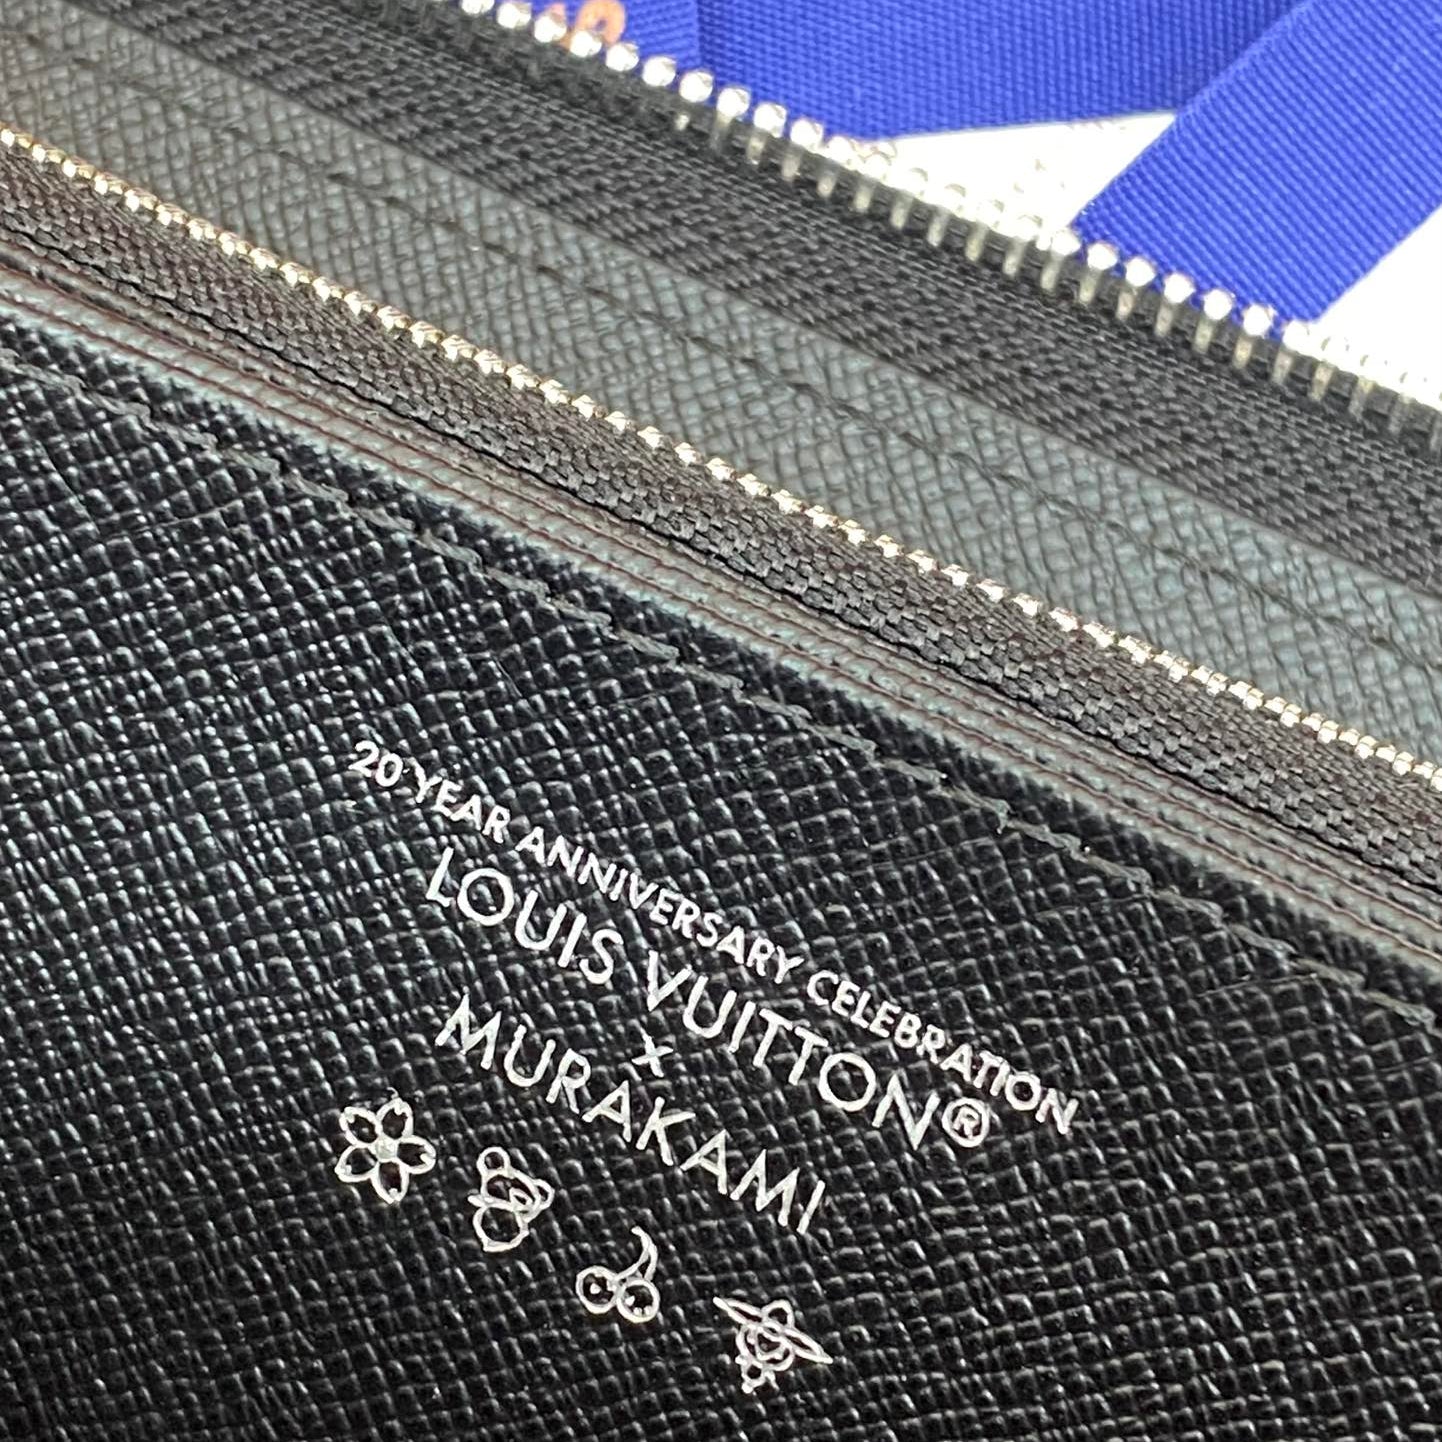 20 YEAR ANNIVERSARY CELEBRATION
LOUIS VUITTON®
x
MURAKAMI